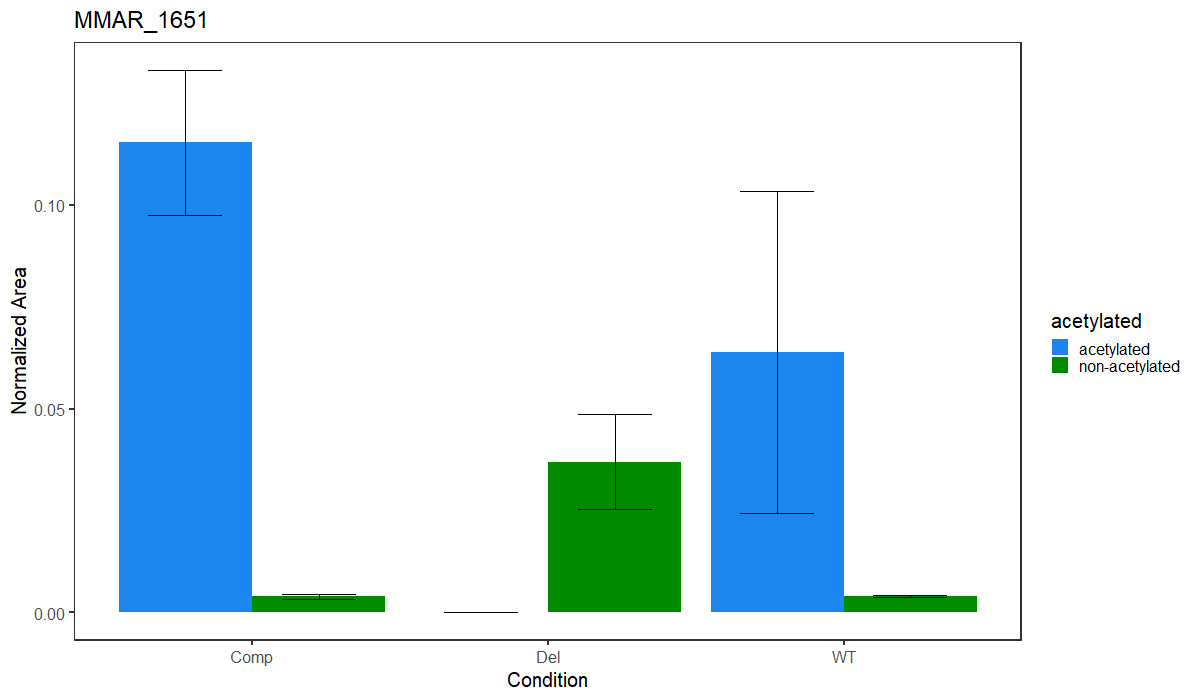 MMAR_1651
Normalized Area
0.10
0.05
0.00
Comp
Del
WT
Condition
acetylated
acetylated
non-acetylated